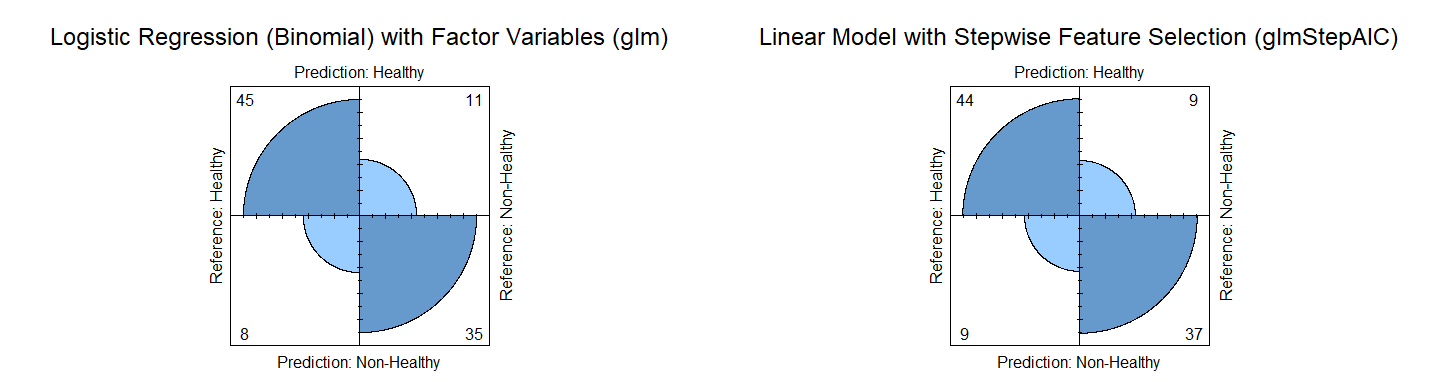 Logistic Regression (Binomial) with Factor Variables (glm)
Prediction: Healthy
45
11
Reference: Healthy
Reference: Non-Healthy
8
35
Prediction: Non-Healthy
Linear Model with Stepwise Feature Selection (glmStepAIC)
Prediction: Healthy
44
9
Reference: Healthy
Reference: Non-Healthy
9
37
Prediction: Non-Healthy